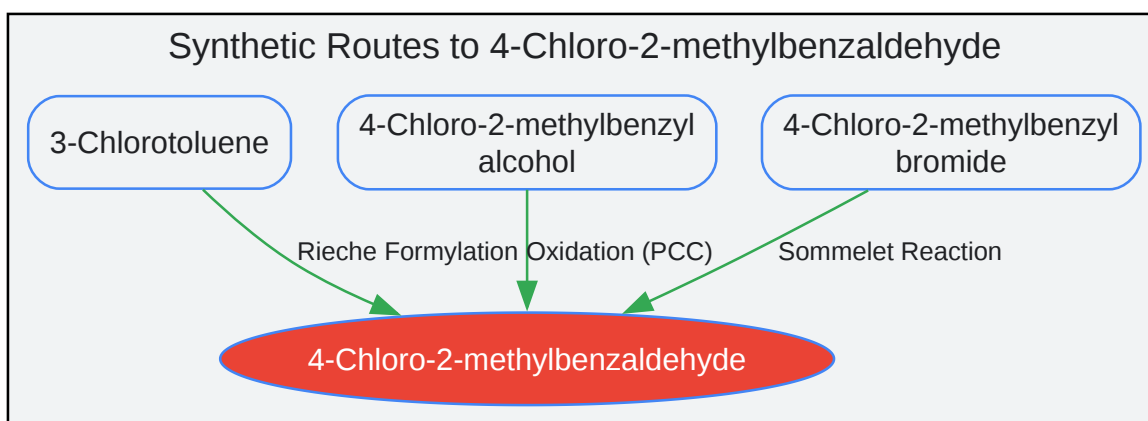 Synthetic Routes to 4-Chloro-2-methylbenzaldehyde
3-Chlorotoluene
4-Chloro-2-methylbenzyl
alcohol
4-Chloro-2-methylbenzyl
bromide
Rieche Formylation
Oxidation (PCC)
Sommelet Reaction
4-Chloro-2-methylbenzaldehyde